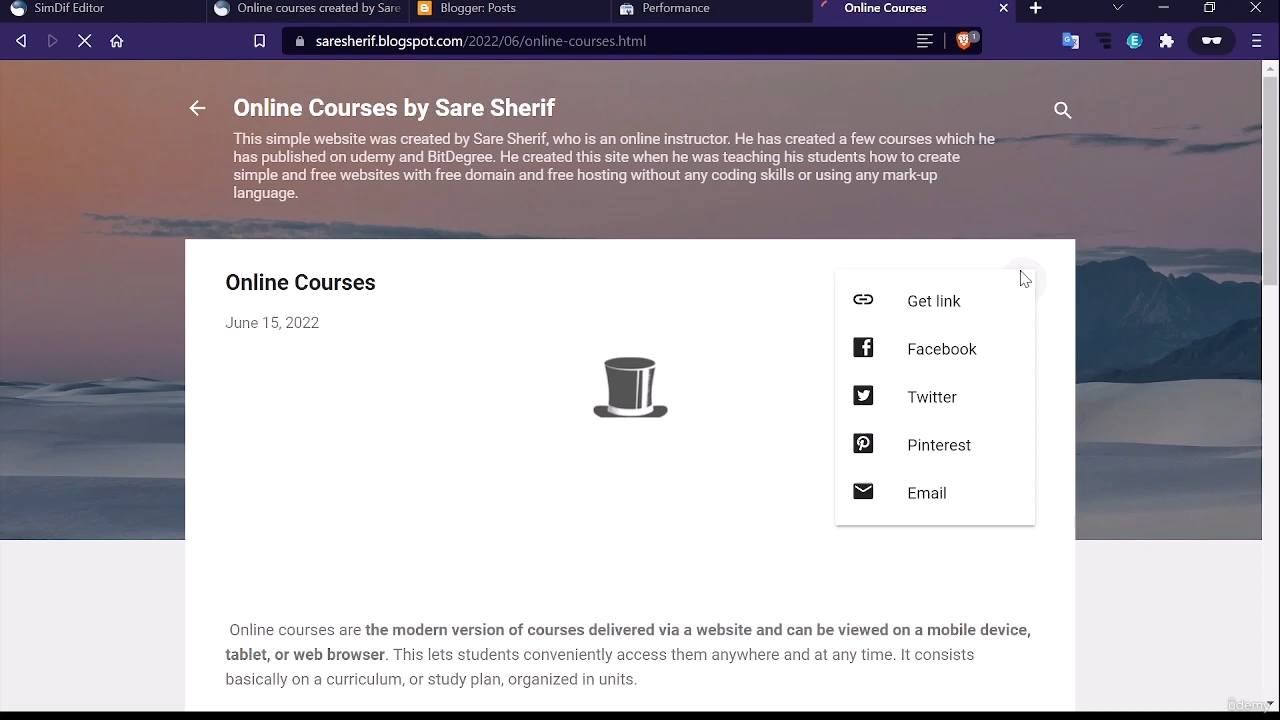 SimDif Editor
Online courses created by Sare
Blogger: Posts
Performance
Online Courses
saresherif.blogspot.com/2022/06/online-courses.html
1
Online Courses by Sare Sherif
This simple website was created by Sare Sherif, who is an online instructor. He has created a few courses which he
has published on udemy and BitDegree. He created this site when he was teaching his students how to create
simple and free websites with free domain and free hosting without any coding skills or using any mark-up
language.
Online Courses
June 15, 2022
Get link
Facebook
Twitter
Pinterest
Email
Online courses are the modern version of courses delivered via a website and can be viewed on a mobile device,
tablet, or web browser. This lets students conveniently access them anywhere and at any time. It consists
basically on a curriculum, or study plan, organized in units.
ûdemy